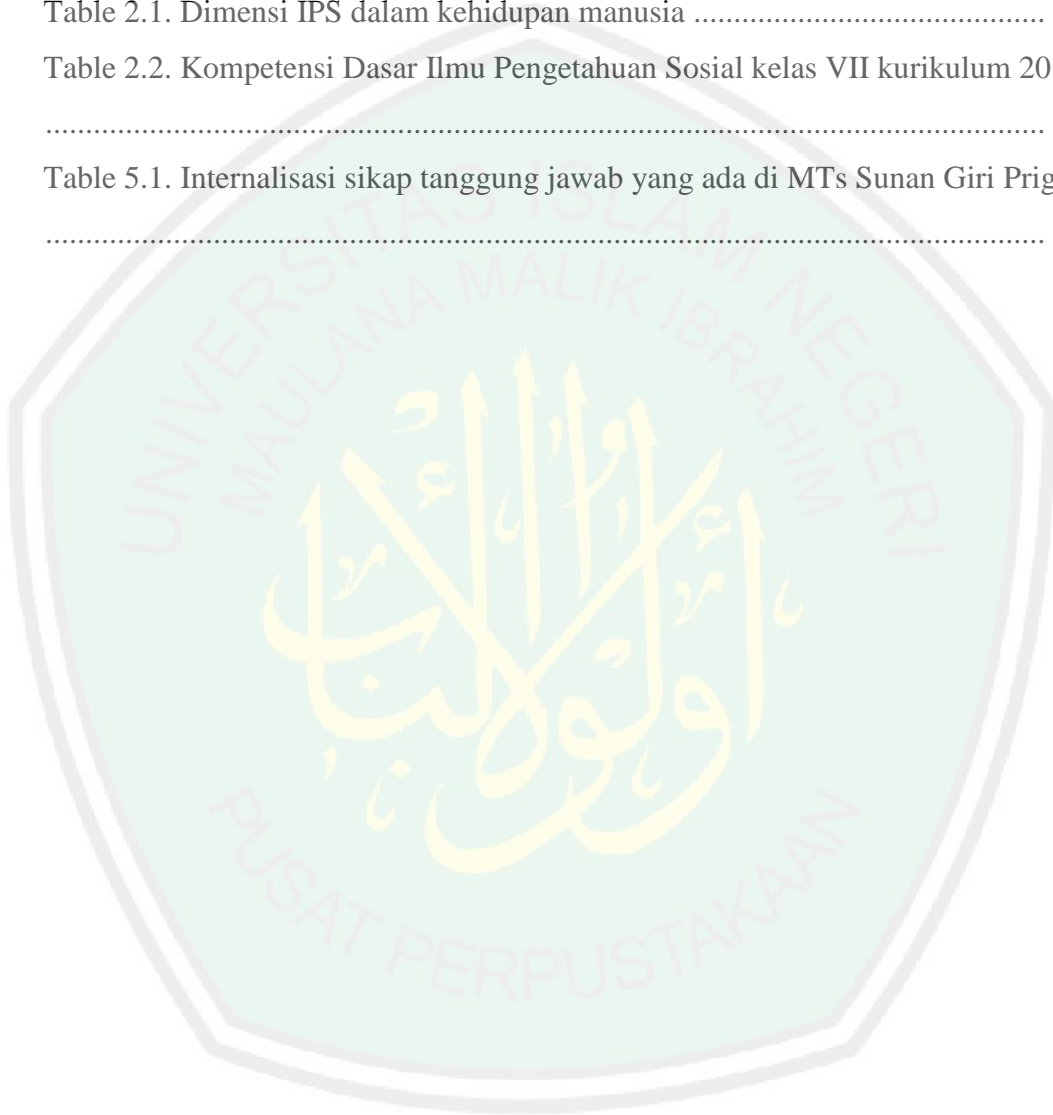 Table 2.1. Dimensi IPS dalam kehidupan manusia ............................................
Table 2.2. Kompetensi Dasar Ilmu Pengetahuan Sosial kelas VII kurikulum 20
.............................................................................................................................
Table 5.1. Internalisasi sikap tanggung jawab yang ada di MTs Sunan Giri Prig
.............................................................................................................................
UNIVERSITAS ISLAM NEGERI
MAULANA MALIK IBRAHIM
أولوا الألباب
PUSAT PERPUSTAKAAN